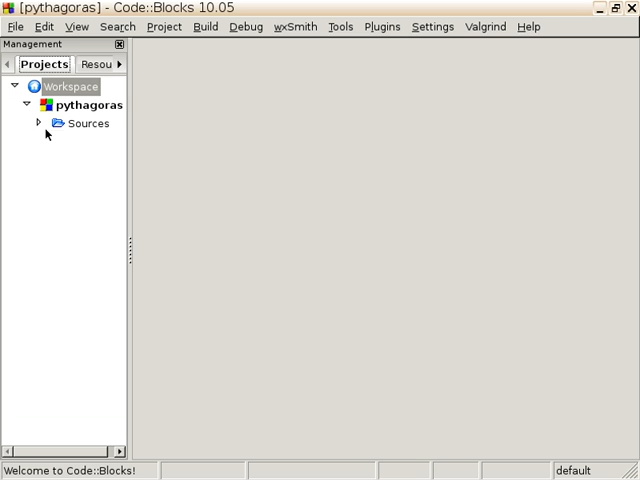 [pythagoras] - Code::Blocks 10.05
File Edit View Search Project Build Debug wxSmith Tools Plugins Settings Valgrind Help
Management
Projects Resou
Workspace
pythagoras
Sources
Welcome to Code::Blocks! default